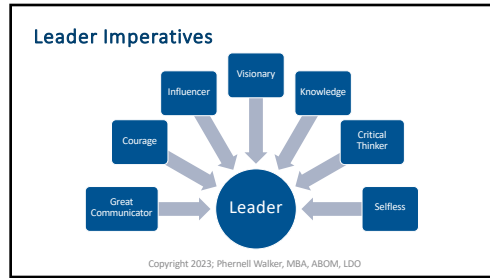 Leader Imperatives
Visionary
Influencer
Knowledge
Courage
Critical
Thinker
Great
Communicator
Leader
Selfless
Copyright 2023; Phernell Walker, MBA, ABOM, LDO